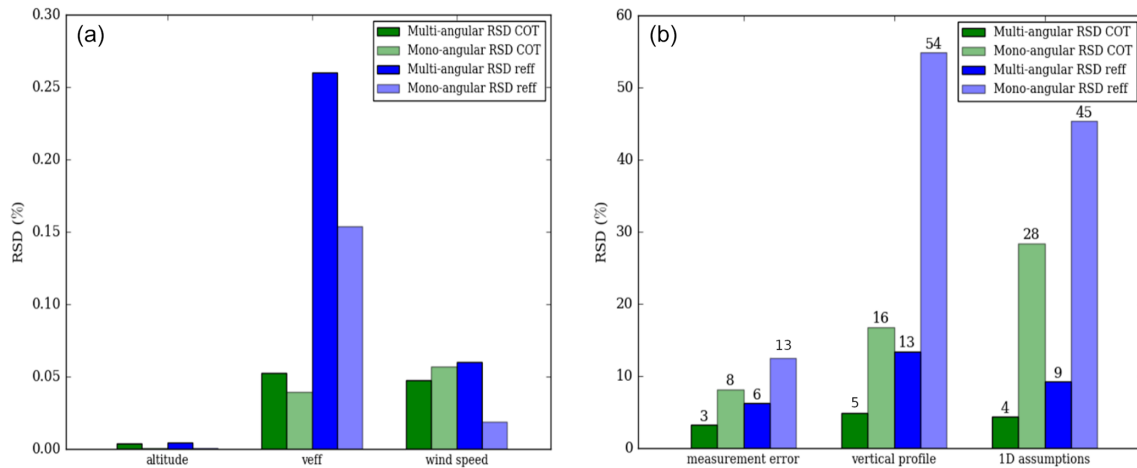 (a)
Multi-angular RSD COT
Mono-angular RSD COT
Multi-angular RSD reff
Mono-angular RSD reff
RSD (%)
0.30
0.25
0.20
0.15
0.10
0.05
0.00
altitude
veff
wind speed
(b)
Multi-angular RSD COT
Mono-angular RSD COT
Multi-angular RSD reff
Mono-angular RSD reff
RSD (%)
60
50
40
30
20
10
0
3
8
6
13
5
16
13
54
4
28
9
45
measurement error
vertical profile
1D assumptions